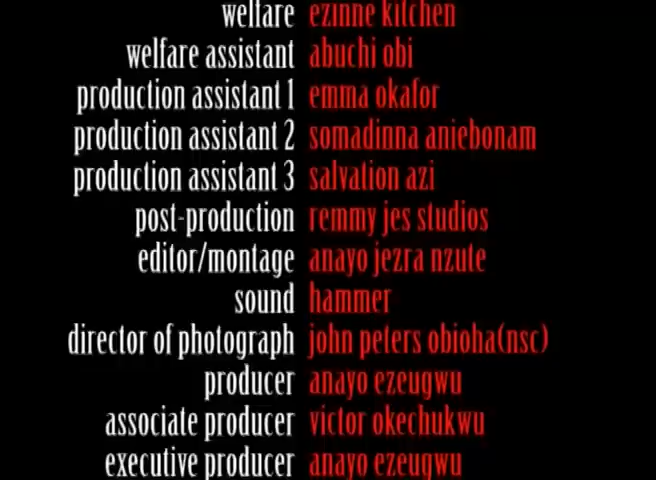 welfare ezinne kitchen
welfare assistant abuchi obi
production assistant 1 emma okafor
production assistant 2 somadinna aniebonam
production assistant 3 salvation azi
post-production remmy jes studios
editor/montage anayo jezra nzute
sound hammer
director of photograph john peters obioha(nsc)
producer anayo ezeugwu
associate producer victor okechukwu
executive producer anayo ezeugwu